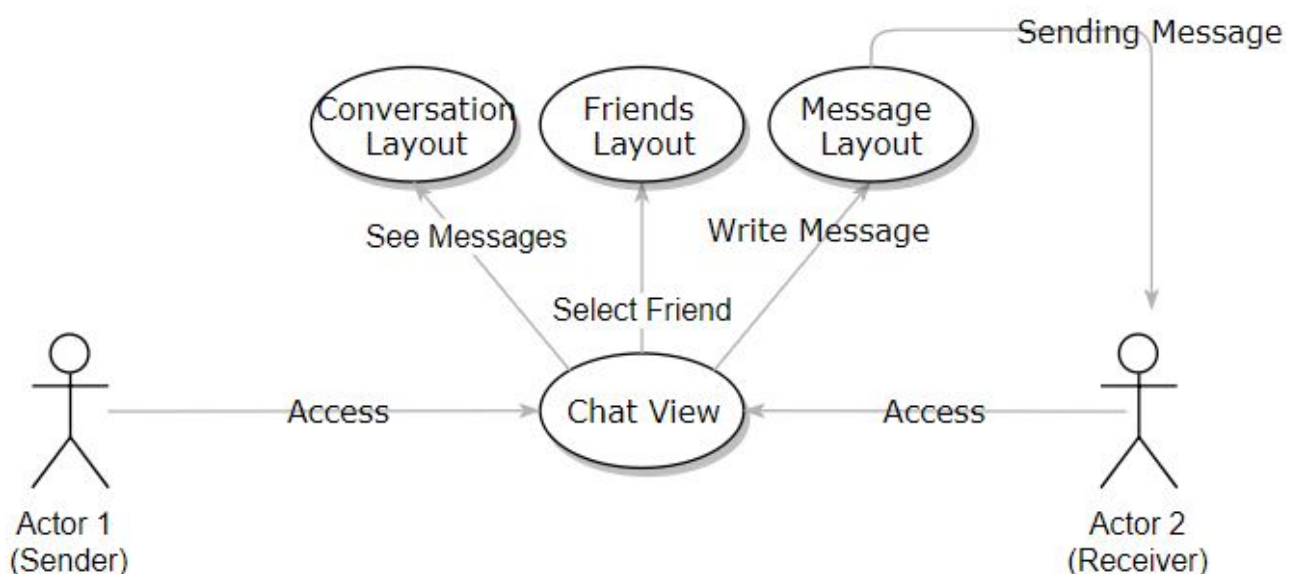 Sending Message
Conversation
Layout
Friends
Layout
Message
Layout
See Messages
Write Message
Select Friend
Access
Chat View
Access
Actor 1
(Sender)
Actor 2
(Receiver)